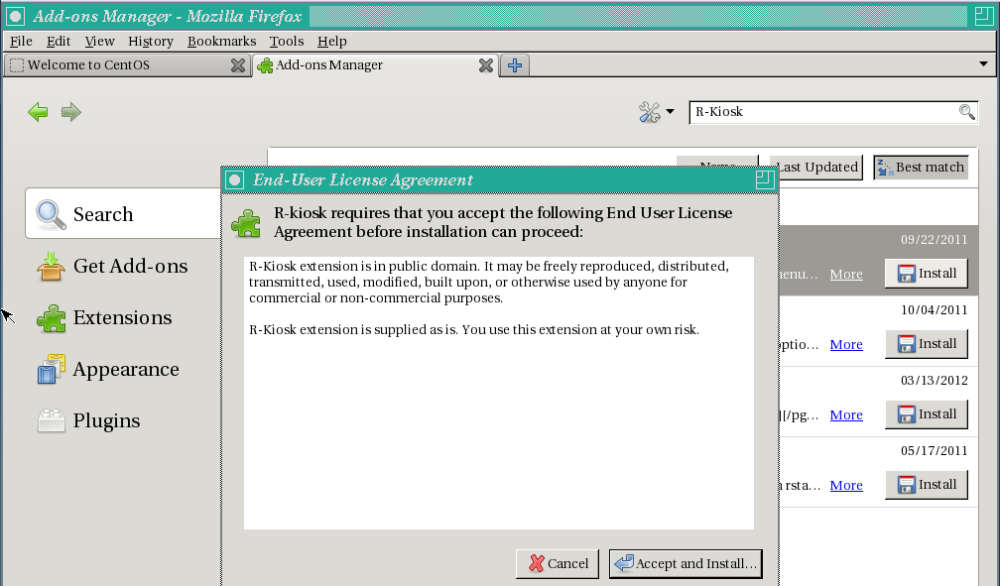 Add-ons Manager - Mozilla Firefox
File Edit View History Bookmarks Tools Help
Welcome to CentOS
Add-ons Manager
R-Kiosk
Last Updated
Best match
Search
Get Add-ons
Extensions
Appearance
Plugins
End-User License Agreement
R-kiosk requires that you accept the following End User License
Agreement before installation can proceed:
R-Kiosk extension is in public domain. It may be freely reproduced, distributed,
transmitted, used, modified, built upon, or otherwise used by anyone for
commercial or non-commercial purposes.
R-Kiosk extension is supplied as is. You use this extension at your own risk.
Cancel
Accept and Install...
09/22/2011
enu... More Install
10/04/2011
ptio... More Install
03/13/2012
[/pg... More Install
05/17/2011
rsta... More Install